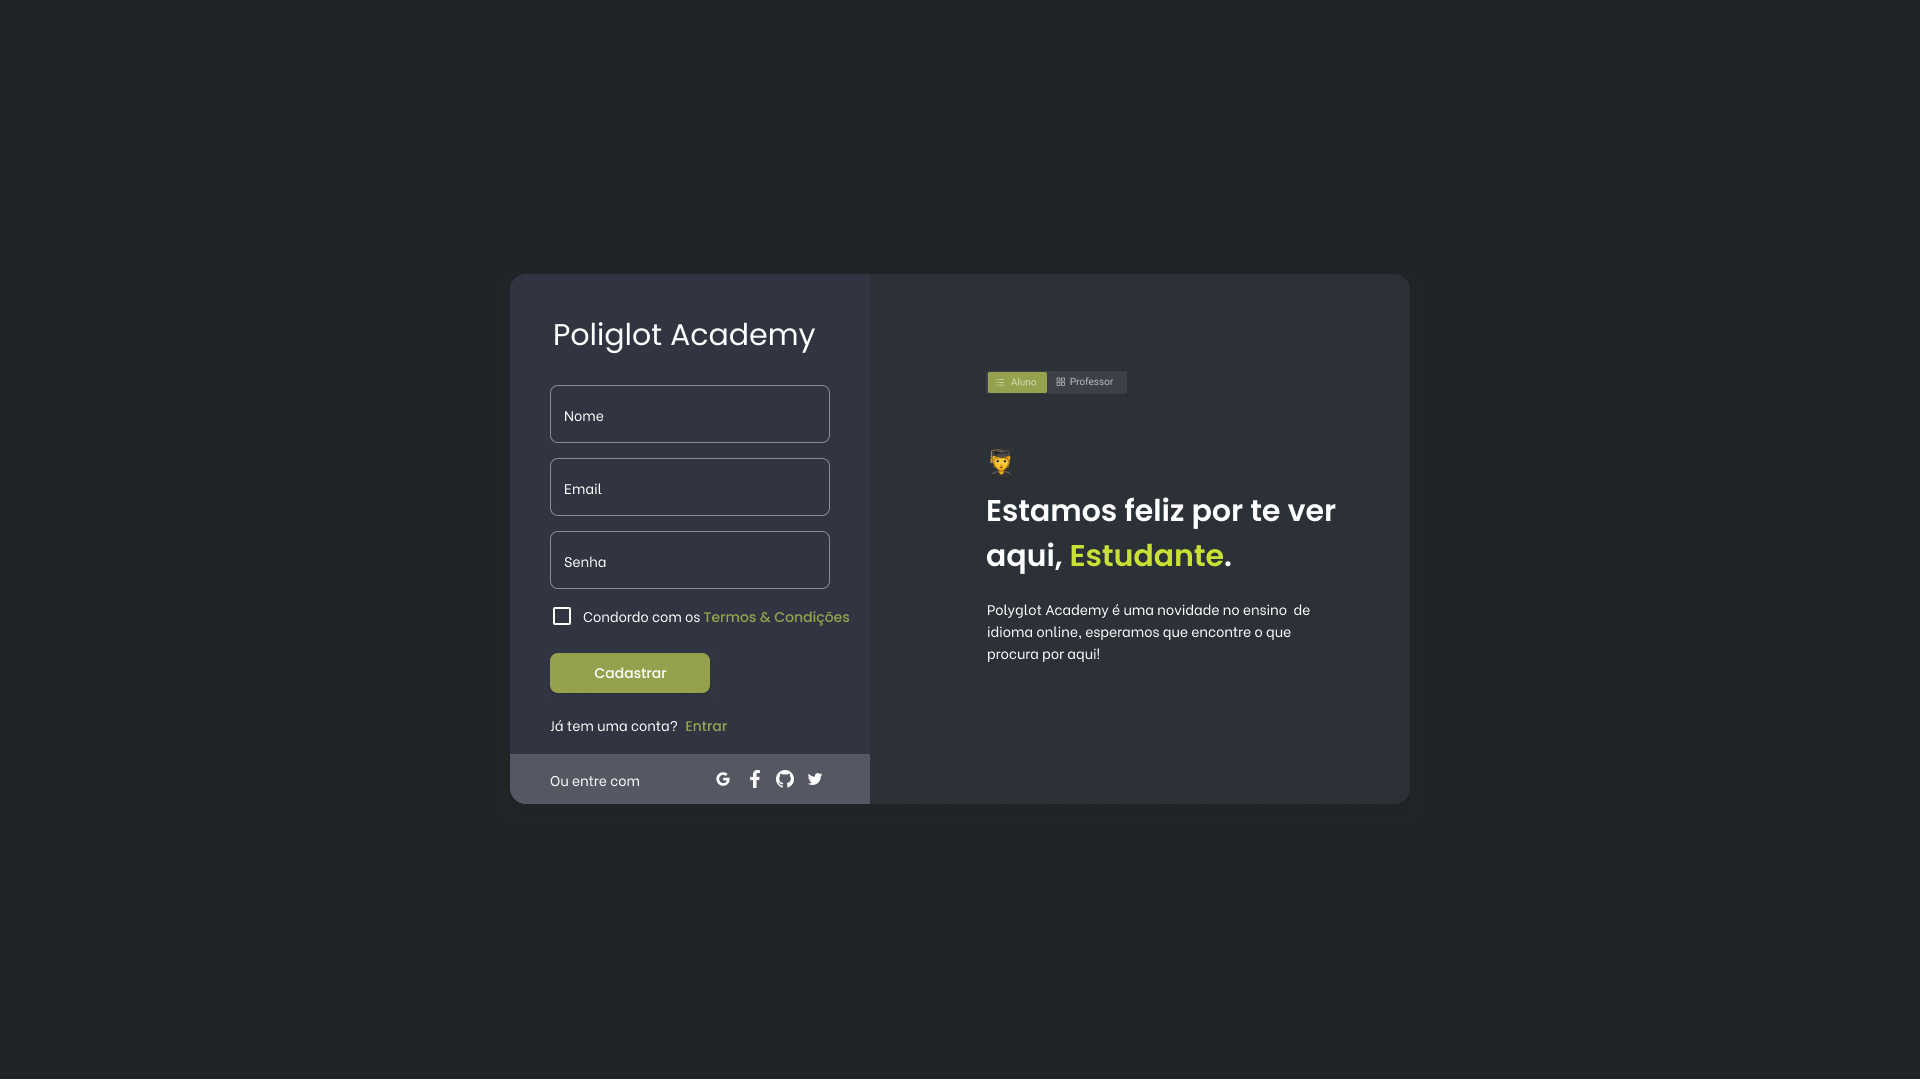 Poliglot Academy
Nome
Email
Senha
Condordo com os Termos & Condições
Cadastrar
Já tem uma conta? Entrar
Ou entre com
Aluno
Professor
Estamos feliz por te ver
aqui, Estudante.
Polyglot Academy é uma novidade no ensino de
idioma online, esperamos que encontre o que
procura por aqui!